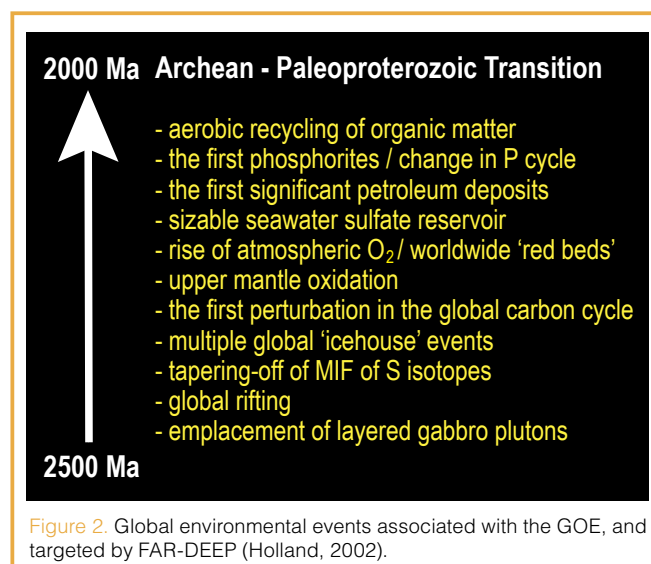 2000 Ma Archean - Paleoproterozoic Transition
- aerobic recycling of organic matter
- the first phosphorites / change in P cycle
- the first significant petroleum deposits
- sizable seawater sulfate reservoir
- rise of atmospheric O₂ / worldwide ‘red beds’
- upper mantle oxidation
- the first perturbation in the global carbon cycle
- multiple global ‘icehouse’ events
- tapering-off of MIF of S isotopes
- global rifting
- emplacement of layered gabbro plutons
2500 Ma
Figure 2. Global environmental events associated with the GOE, and
targeted by FAR-DEEP (Holland, 2002).